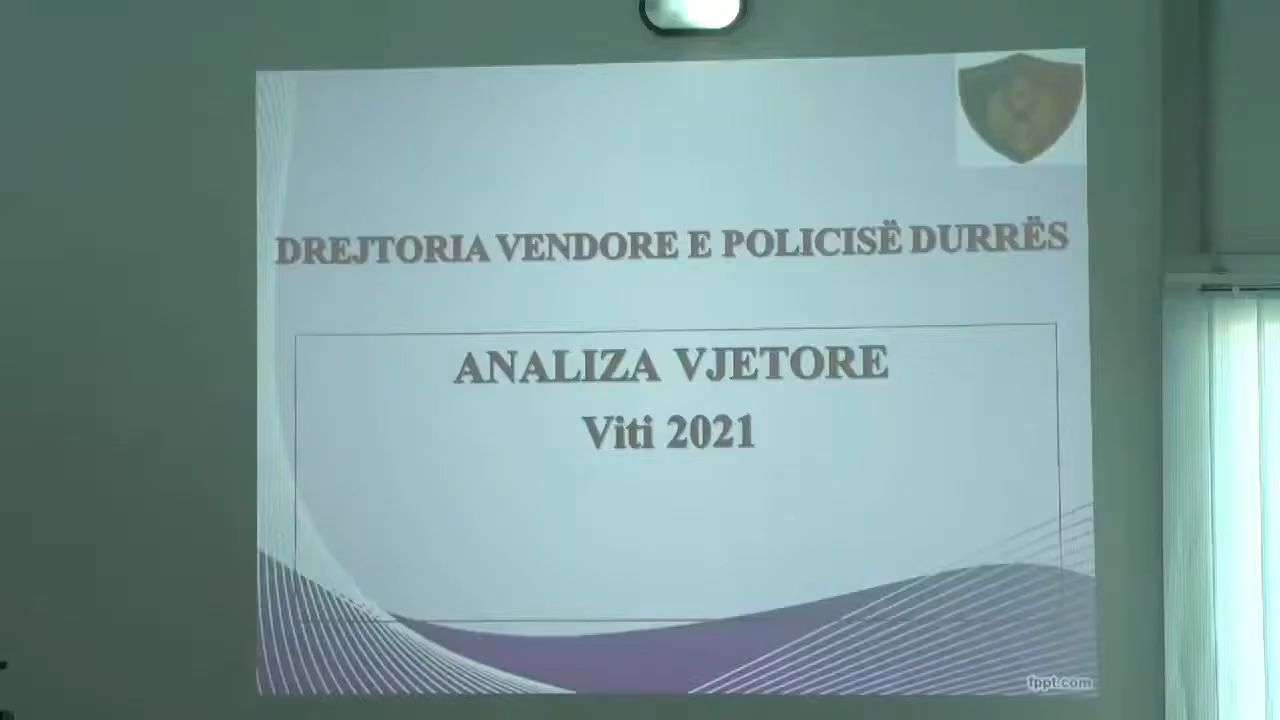 DREJTORIA VENDORE E POLICISË DURRËS
ANALIZA VJETORE
Viti 2021
fppt.com